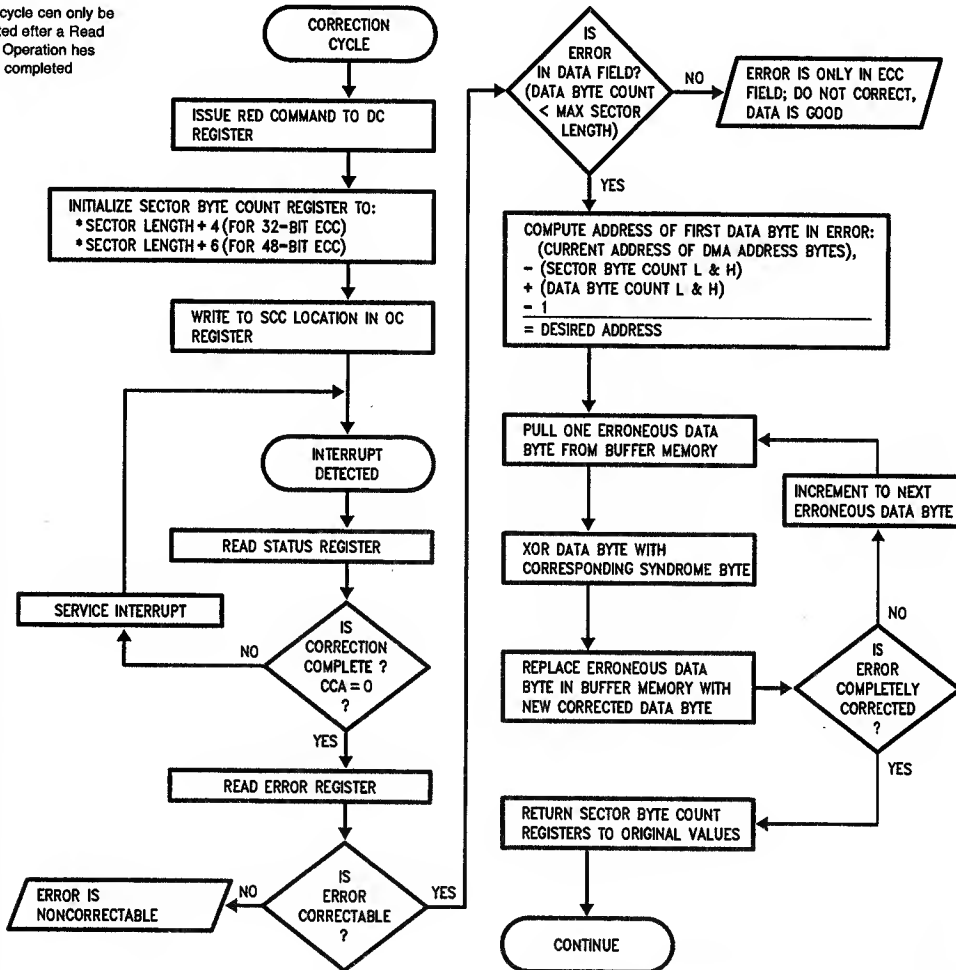 cycle cen only be
ted efter a Read
Operation hes
completed
CORRECTION
CYCLE
ISSUE RED COMMAND TO DC
REGISTER
INITIALIZE SECTOR BYTE COUNT REGISTER TO:
* SECTOR LENGTH + 4 (FOR 32-BIT ECC)
* SECTOR LENGTH + 6 (FOR 48-BIT ECC)
WRITE TO SCC LOCATION IN OC
REGISTER
INTERRUPT
DETECTED
READ STATUS REGISTER
SERVICE INTERRUPT
NO
IS
CORRECTION
COMPLETE ?
CCA = 0
?
YES
READ ERROR REGISTER
ERROR IS
NONCORRECTABLE
NO
IS
ERROR
CORRECTABLE
?
YES
IS
ERROR
IN DATA FIELD?
(DATA BYTE COUNT
< MAX SECTOR
LENGTH)
NO
ERROR IS ONLY IN ECC
FIELD; DO NOT CORRECT,
DATA IS GOOD
YES
COMPUTE ADDRESS OF FIRST DATA BYTE IN ERROR:
(CURRENT ADDRESS OF DMA ADDRESS BYTES),
- (SECTOR BYTE COUNT L & H)
+ (DATA BYTE COUNT L & H)
- 1
= DESIRED ADDRESS
PULL ONE ERRONEOUS DATA
BYTE FROM BUFFER MEMORY
INCREMENT TO NEXT
ERRONEOUS DATA BYTE
XOR DATA BYTE WITH
CORRESPONDING SYNDROME BYTE
NO
REPLACE ERRONEOUS DATA
BYTE IN BUFFER MEMORY WITH
NEW CORRECTED DATA BYTE
IS
ERROR
COMPLETELY
CORRECTED
?
YES
RETURN SECTOR BYTE COUNT
REGISTERS TO ORIGINAL VALUES
CONTINUE